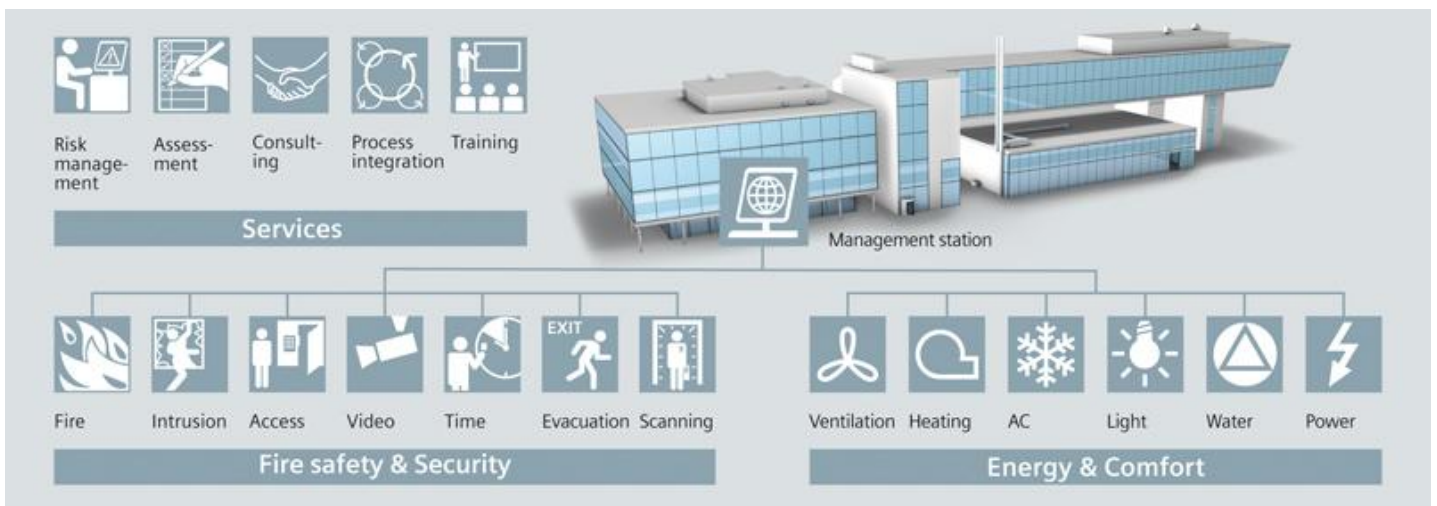 Risk
manage-
ment
Assess-
ment
Consult-
ing
Process
integration
Training
Services
Management station
EXIT
Fire
Intrusion
Access
Video
Time
Evacuation
Scanning
Fire safety & Security
Ventilation
Heating
AC
Light
Water
Power
Energy & Comfort